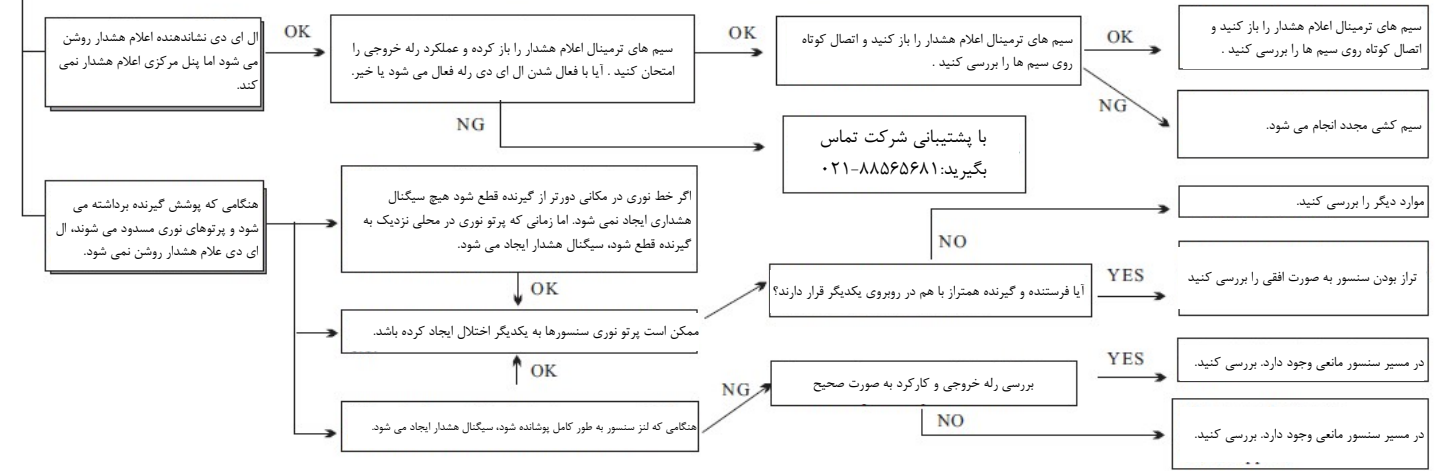 ال ای دی نشاندهنده اعلام هشدار روشن
می شود اما پنل مرکزی اعلام هشدار نمی
کند.
OK
سیم های ترمینال اعلام هشدار را باز کرده و عملکرد رله خروجی را
امتحان کنید . آیا با فعال شدن ال ای دی رله فعال می شود یا خیر.
OK
سیم های ترمینال اعلام هشدار را باز کنید و اتصال کوتاه
روی سیم ها را بررسی کنید .
OK
سیم های ترمینال اعلام هشدار را باز کنید و
اتصال کوتاه روی سیم ها را بررسی کنید .
NG
سیم کشی مجدد انجام می شود.
NG
با پشتیبانی شرکت تماس
بگیرید:۸۸۵۶۵۶۸۱-۰۲۱
هنگامی که پوشش گیرنده برداشته می
شود و پرتوهای نوری مسدود می شوند، ال
ای دی علام هشدار روشن نمی شود.
اگر خط نوری در مکانی دورتر از گیرنده قطع شود هیچ سیگنال
هشداری ایجاد نمی شود. اما زمانی که پرتو نوری در محلی نزدیک به
گیرنده قطع شود، سیگنال هشدار ایجاد می شود.
OK
ممکن است پرتو نوری سنسورها به یکدیگر اختلال ایجاد کرده باشد.
OK
هنگامی که لنز سنسور به طور کامل پوشانده شود، سیگنال هشدار ایجاد می شود.
آیا فرستنده و گیرنده همتراز با هم در روبروی یکدیگر قرار دارند؟
NO
موارد دیگر را بررسی کنید.
YES
تراز بودن سنسور به صورت افقی را بررسی کنید
NG
بررسی رله خروجی و کارکرد به صورت صحیح
YES
در مسیر سنسور مانعی وجود دارد. بررسی کنید.
NO
در مسیر سنسور مانعی وجود دارد. بررسی کنید.